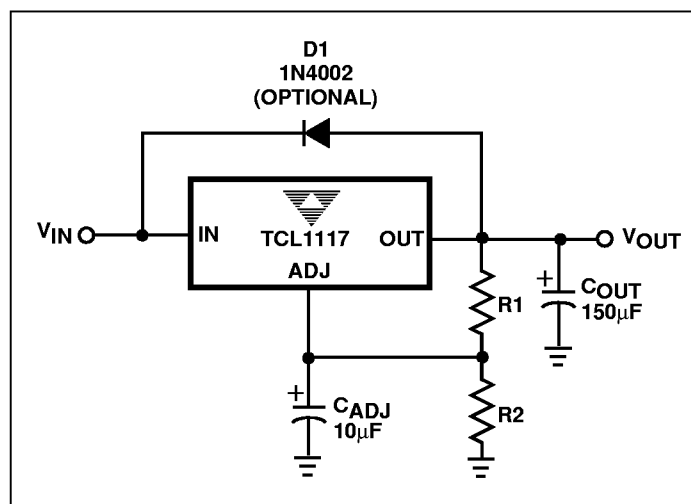 D1
1N4002
(OPTIONAL)
VIN
IN
TCL1117
OUT
ADJ
VOUT
+
COUT
150µF
R1
+
CADJ
10µF
R2